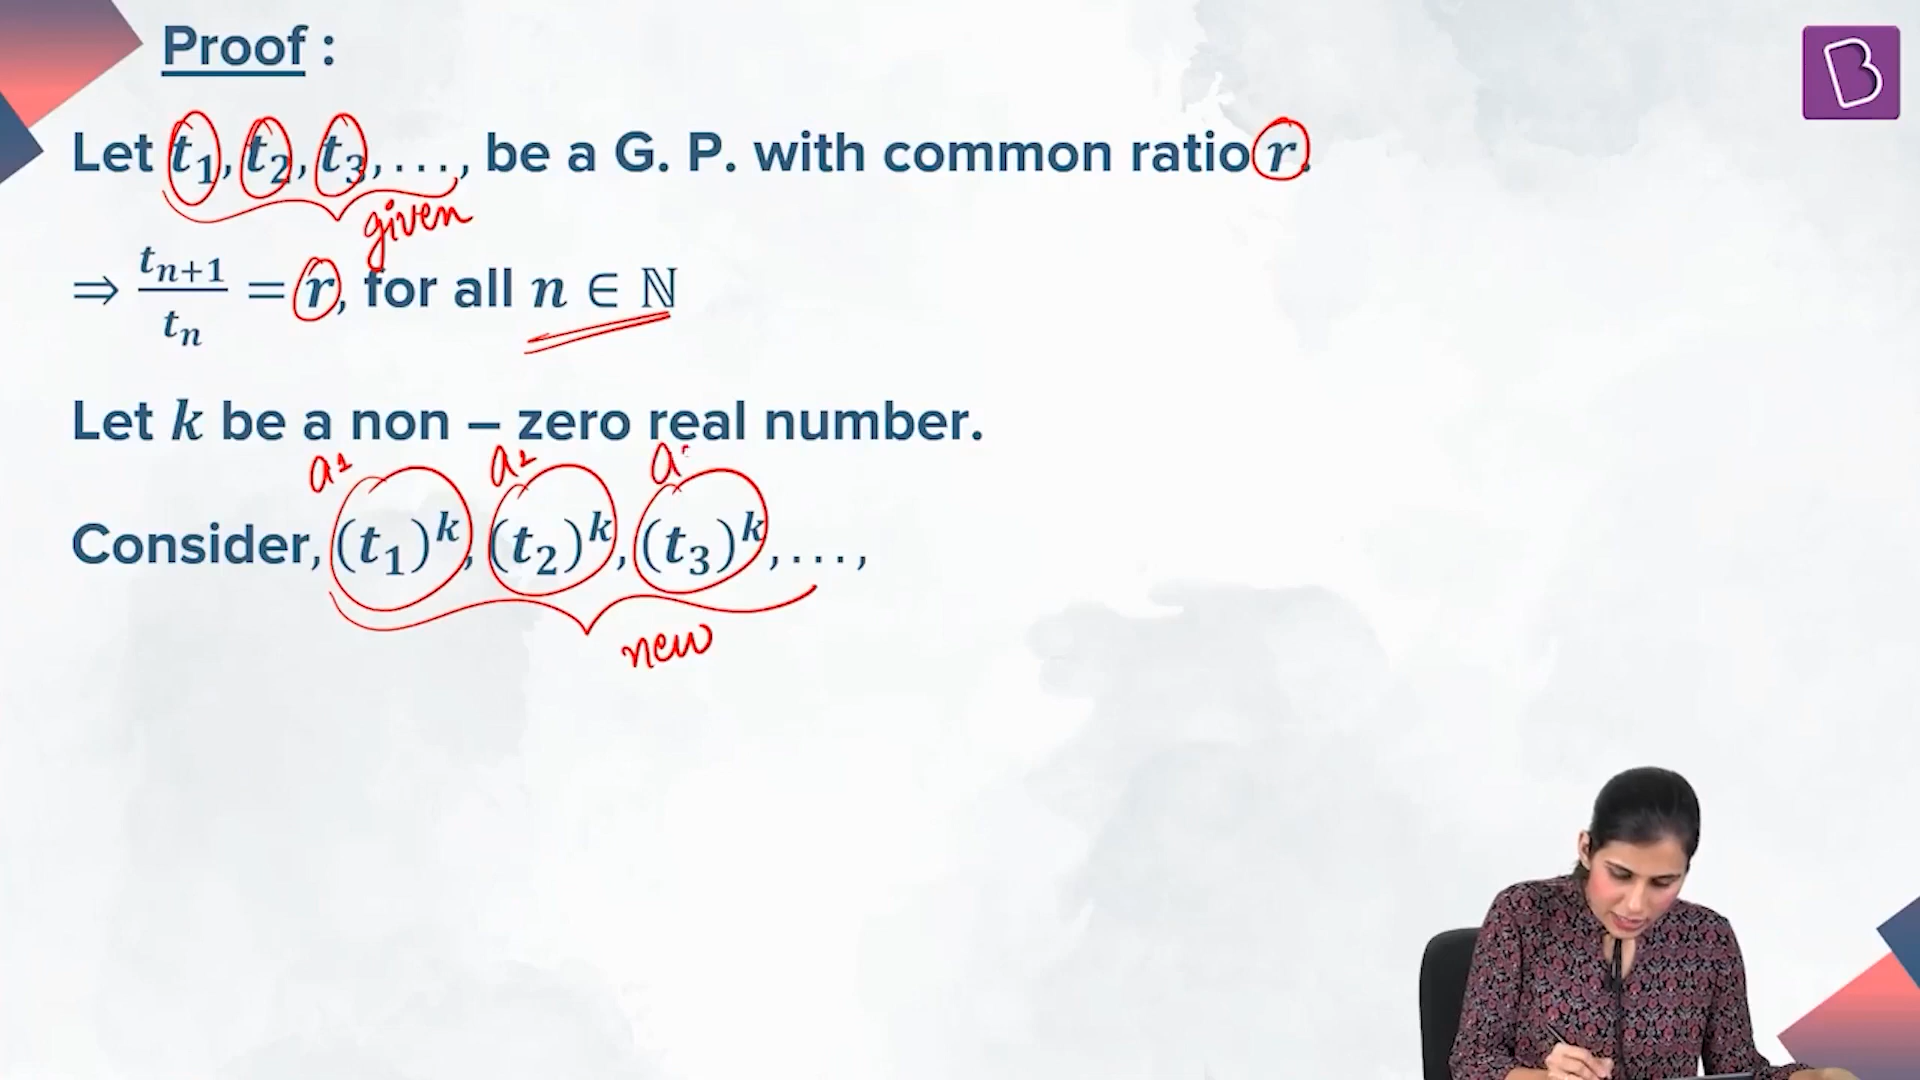 Proof :
Let t₁, t₂, t₃, . . . , be a G. P. with common ratio r.
given
⇒ tₙ₊₁ / tₙ = r, for all n ∈ ℕ
Let k be a non – zero real number.
a₁ a₂ a
Consider, (t₁)ᵏ, (t₂)ᵏ, (t₃)ᵏ, . . . ,
new